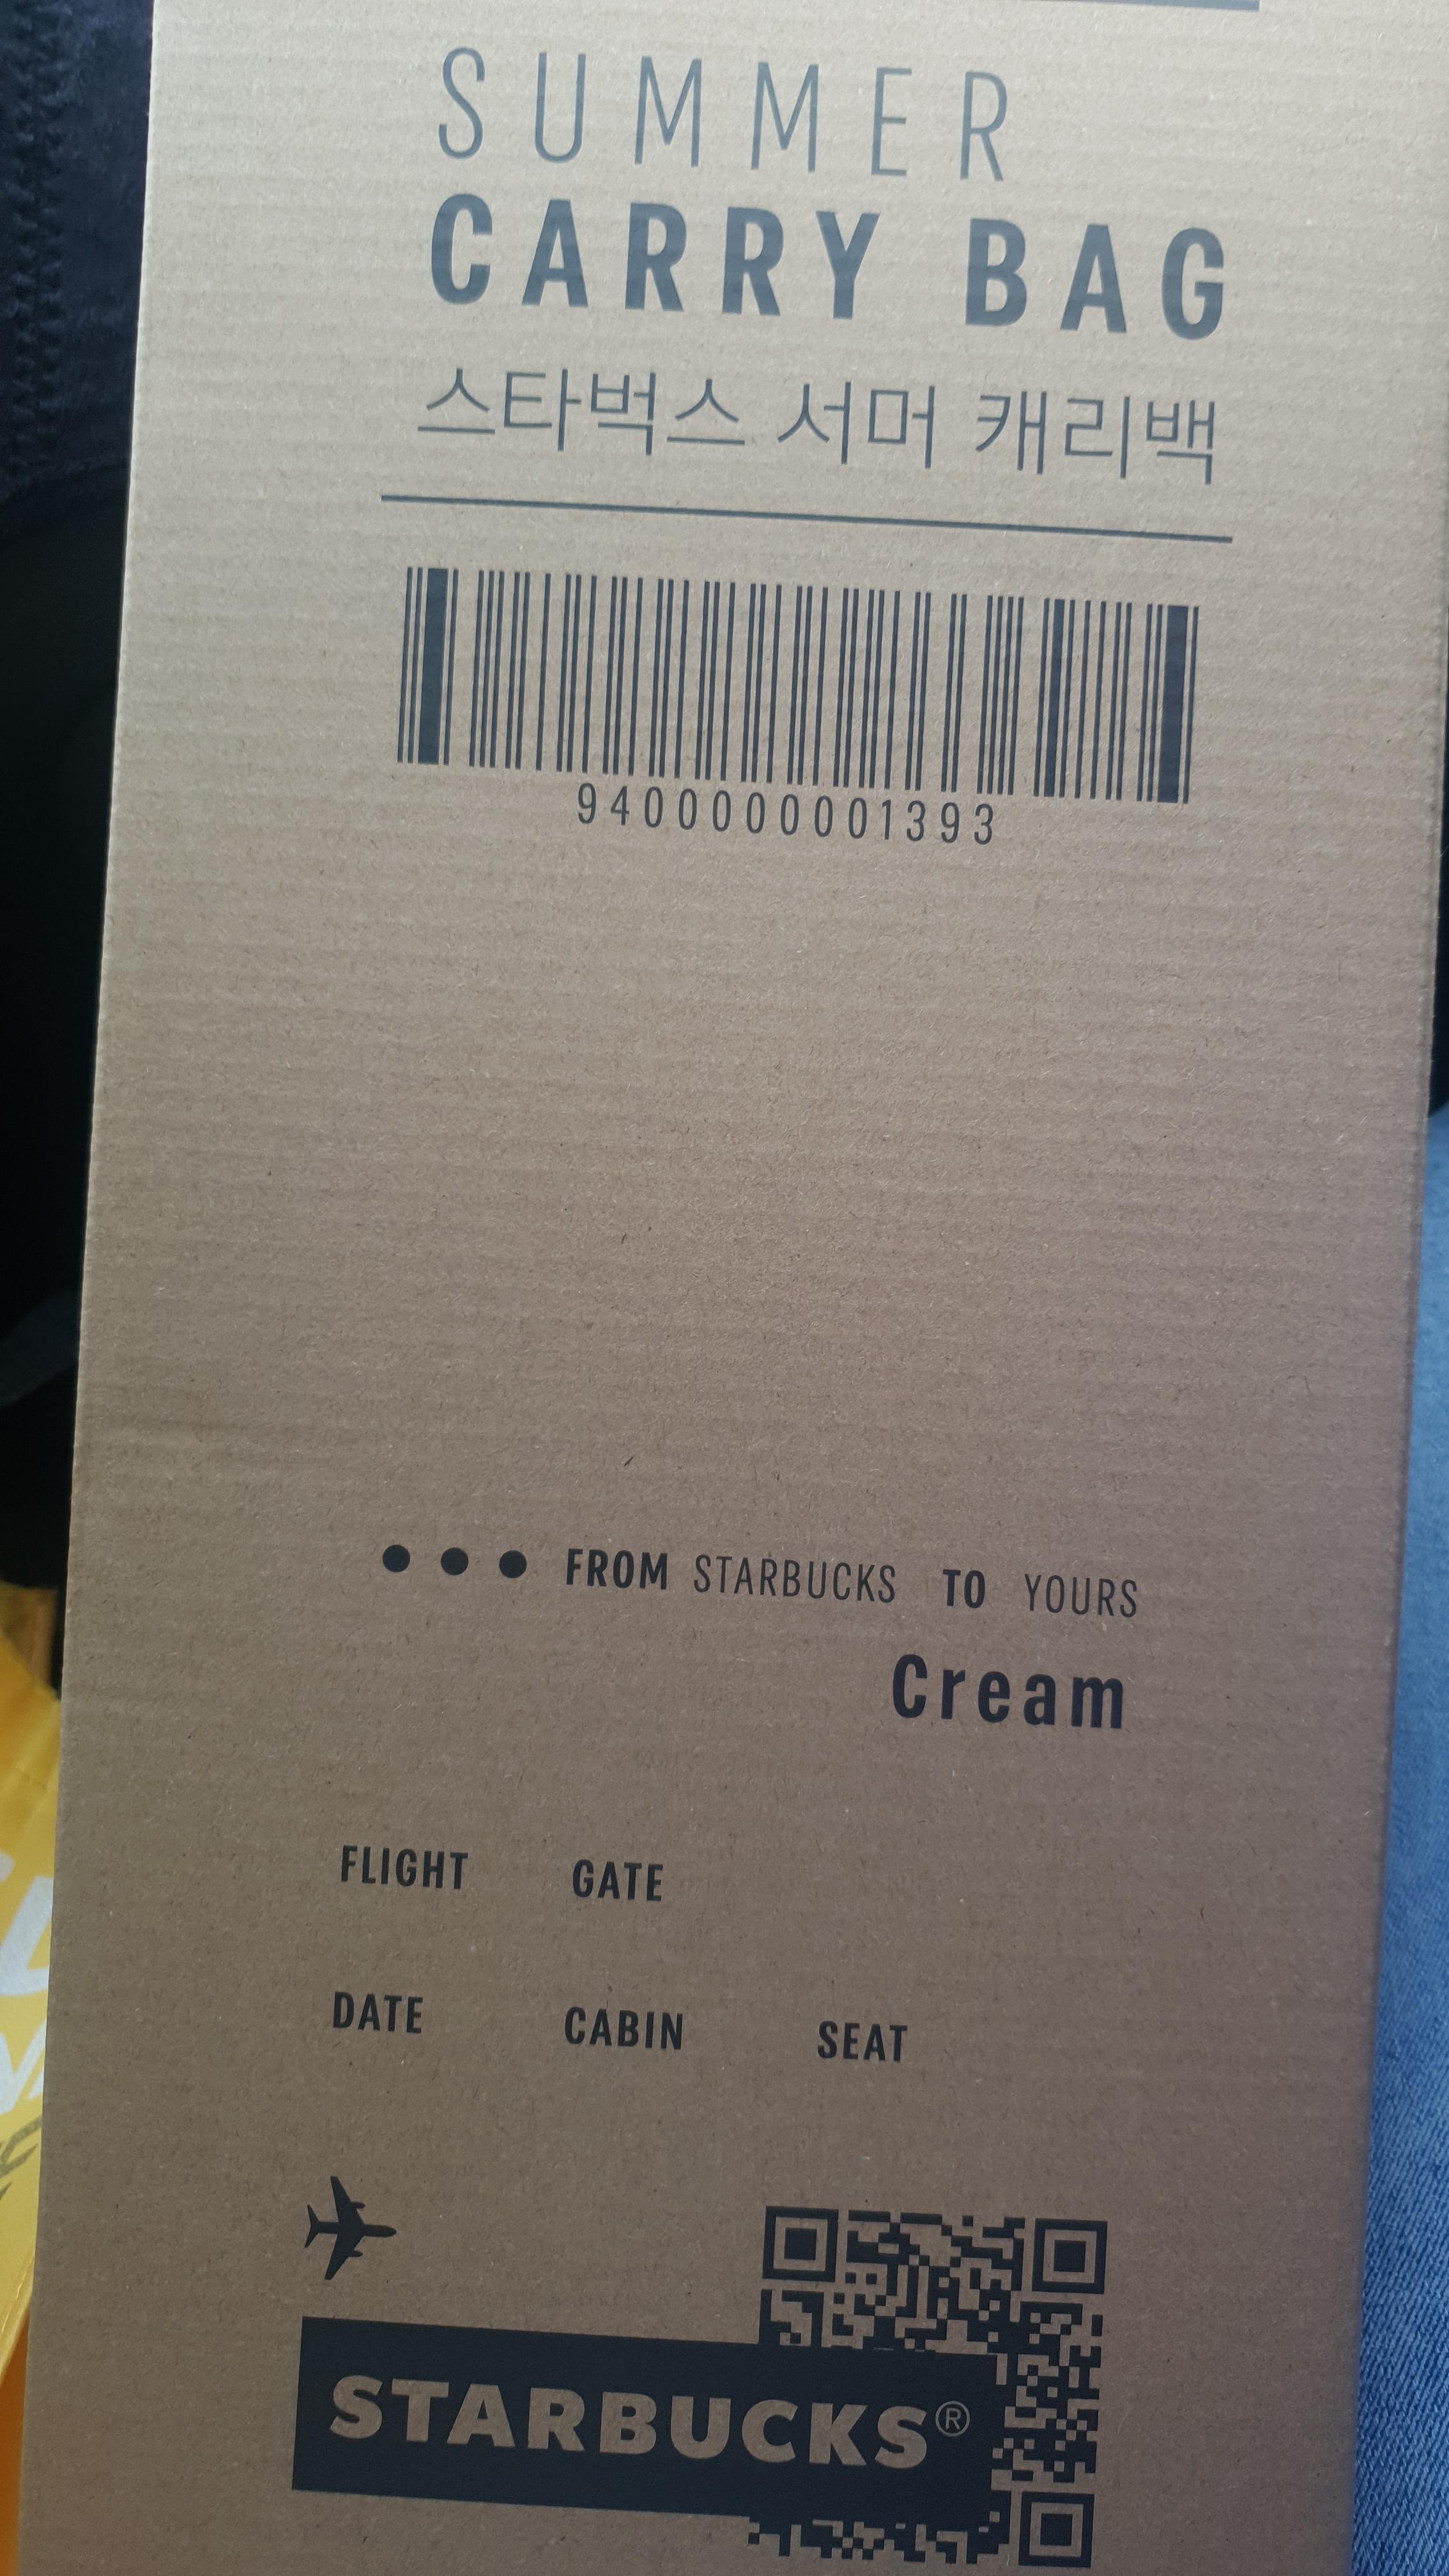 SUMMER
CARRY BAG
스타벅스 서머 캐리백
9400000001393
FROM STARBUCKS TO YOURS
Cream
FLIGHT GATE
DATE CABIN SEAT
STARBUCKS®